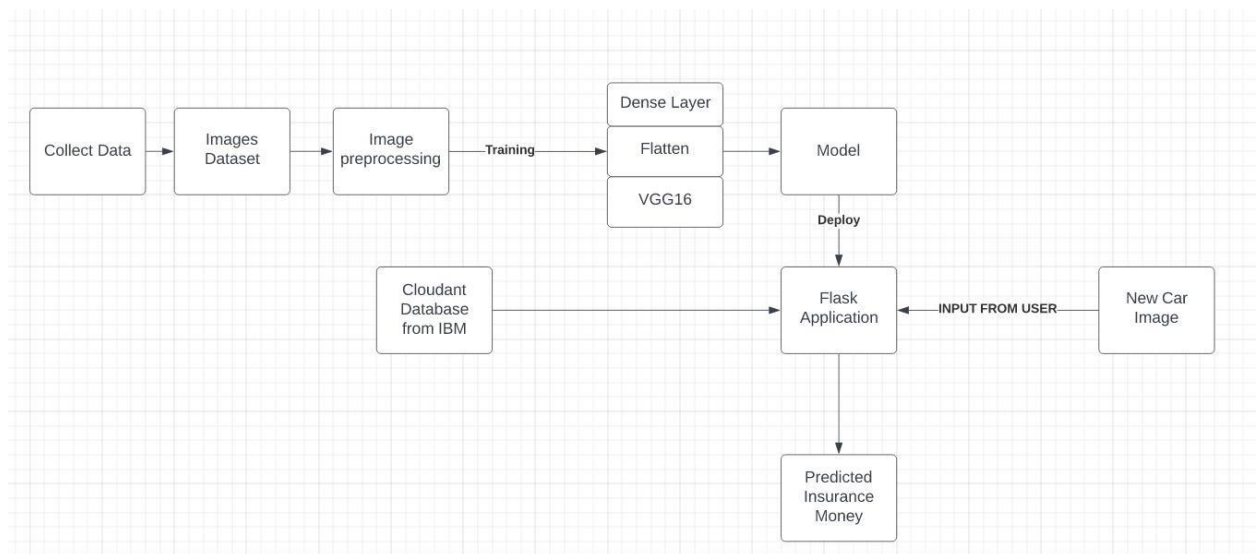 Collect Data
Images
Dataset
Image
preprocessing
Training
Dense Layer
Flatten
VGG16
Model
Deploy
Cloudant
Database
from IBM
Flask
Application
INPUT FROM USER
New Car
Image
Predicted
Insurance
Money